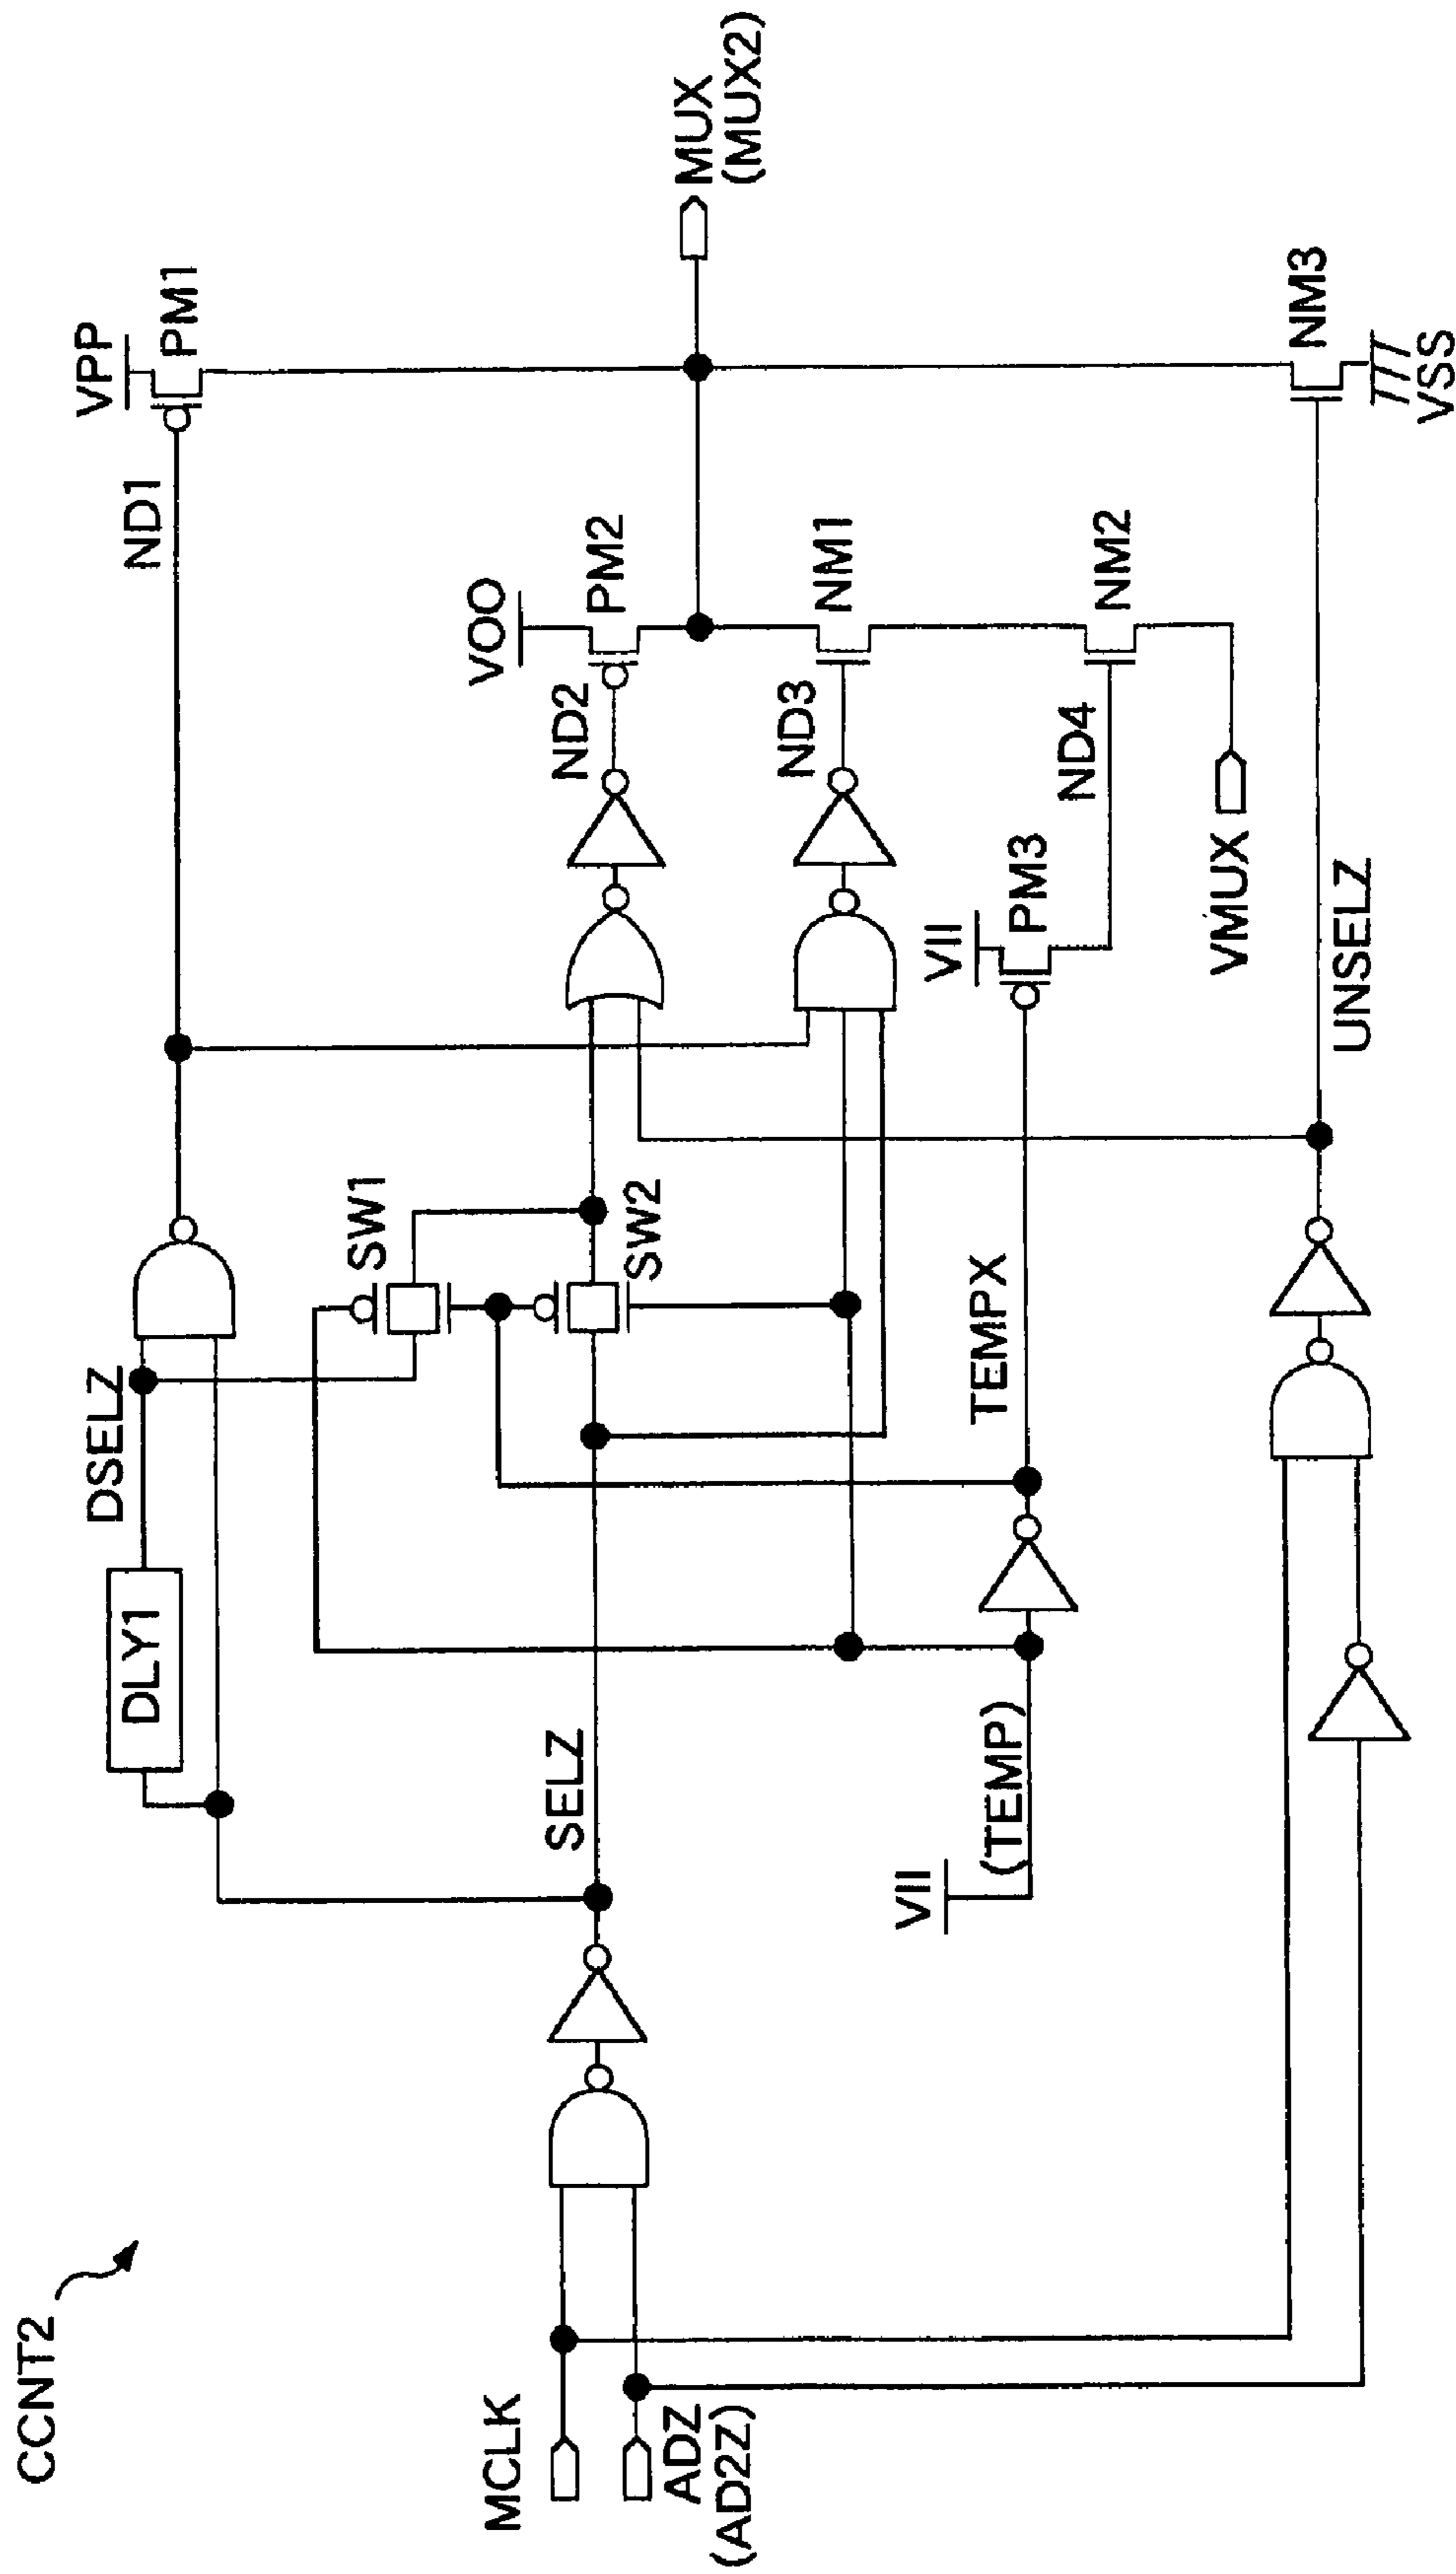 CCNT2
VPP
PM1
ND1
DSELZ
DLY1
SW1
VOO
PM2
ND2
MUX
(MUX2)
SELZ
SW2
MCLK
ADZ
(AD2Z)
ND3
NM1
VII
(TEMP)
TEMPX
VII
PM3
ND4
NM2
VMUX
UNSELZ
NM3
VSS